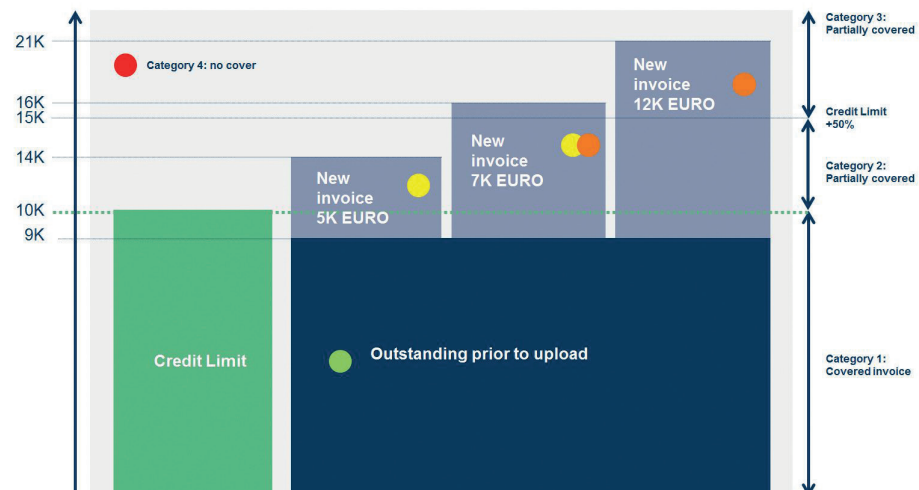 21K
16K
15K
14K
10K
9K
Category 4: no cover
Credit Limit
New
invoice
5K EURO
New
invoice
7K EURO
New
invoice
12K EURO
Outstanding prior to upload
Category 3:
Partially covered
Credit Limit
+50%
Category 2:
Partially covered
Category 1:
Covered invoice